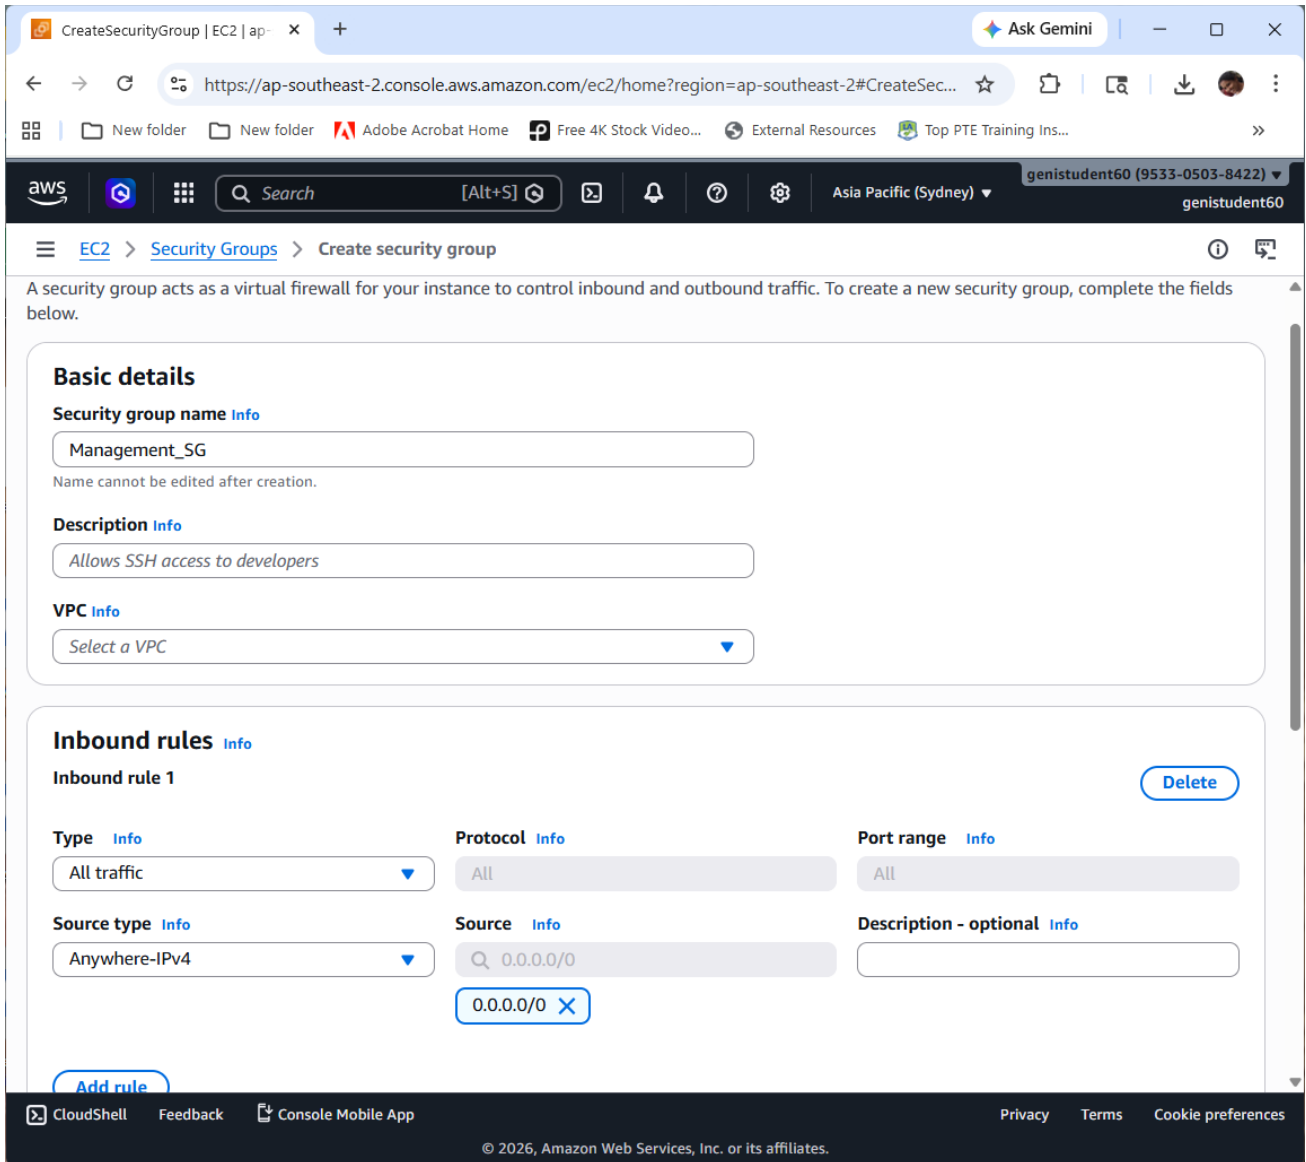 CreateSecurityGroup | EC2 | ap-
Ask Gemini
https://ap-southeast-2.console.aws.amazon.com/ec2/home?region=ap-southeast-2#CreateSec...
New folder
New folder
Adobe Acrobat Home
Free 4K Stock Video...
External Resources
Top PTE Training Ins...
aws
Search
[Alt+S]
Asia Pacific (Sydney)
genistudent60 (9533-0503-8422)
genistudent60
EC2 > Security Groups > Create security group
A security group acts as a virtual firewall for your instance to control inbound and outbound traffic. To create a new security group, complete the fields
below.
Basic details
Security group name Info
Management_SG
Name cannot be edited after creation.
Description Info
Allows SSH access to developers
VPC Info
Select a VPC
Inbound rules Info
Inbound rule 1
Delete
Type Info
Protocol Info
Port range Info
All traffic
All
All
Source type Info
Source Info
Description - optional Info
Anywhere-IPv4
0.0.0.0/0
0.0.0.0/0
Add rule
CloudShell
Feedback
Console Mobile App
Privacy
Terms
Cookie preferences
© 2026, Amazon Web Services, Inc. or its affiliates.